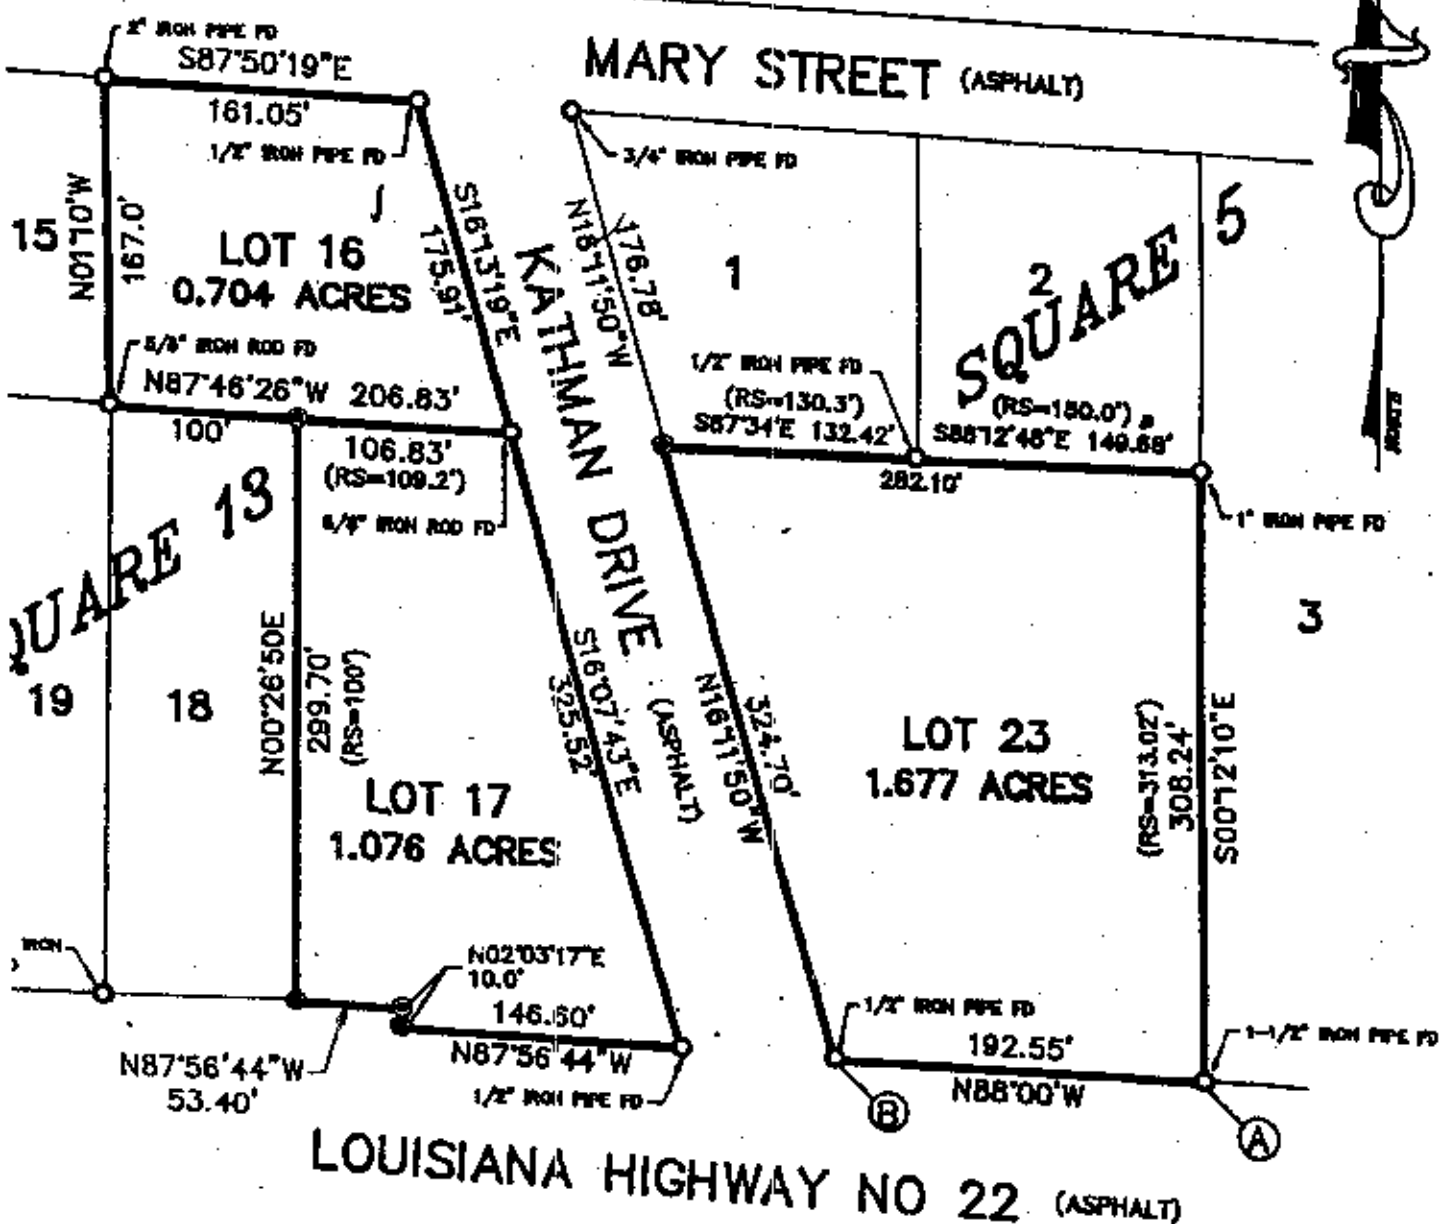 2" IRON PIPE FD
S87°50'19"E
161.05'
1/2" IRON PIPE FD
MARY STREET (ASPHALT)
3/4" IRON PIPE FD
15
N01°10"W
167.0'
LOT 16
0.704 ACRES
S16°13'19"E
175.91'
KATHMAN DRIVE (ASPHALT)
N16°11'50"W
176.78'
1
2
SQUARE 5
5/8" IRON ROD FD
N87°46'26"W 206.83'
100'
106.83'
(RS=109.2')
5/8" IRON ROD FD
1/2" IRON PIPE FD
(RS=130.3')
S87°34'E 132.42'
(RS=150.0')
S88°12'48"E 149.68'
282.10'
1" IRON PIPE FD
3
QUARE 13
19
18
N00°26'50E
299.70'
(RS=100')
LOT 17
1.076 ACRES
S16°07'43"E
325.52'
N16°11'50"W
324.70'
LOT 23
1.677 ACRES
(RS=313.02')
308.24'
S00°12'10"E
IRON
N02°03'17"E
10.0'
146.60'
N87°56'44"W
1/2" IRON PIPE FD
N87°56'44"W
53.40'
1/2" IRON PIPE FD
192.55'
N88°00'W
1-1/2" IRON PIPE FD
B
A
LOUISIANA HIGHWAY NO 22 (ASPHALT)